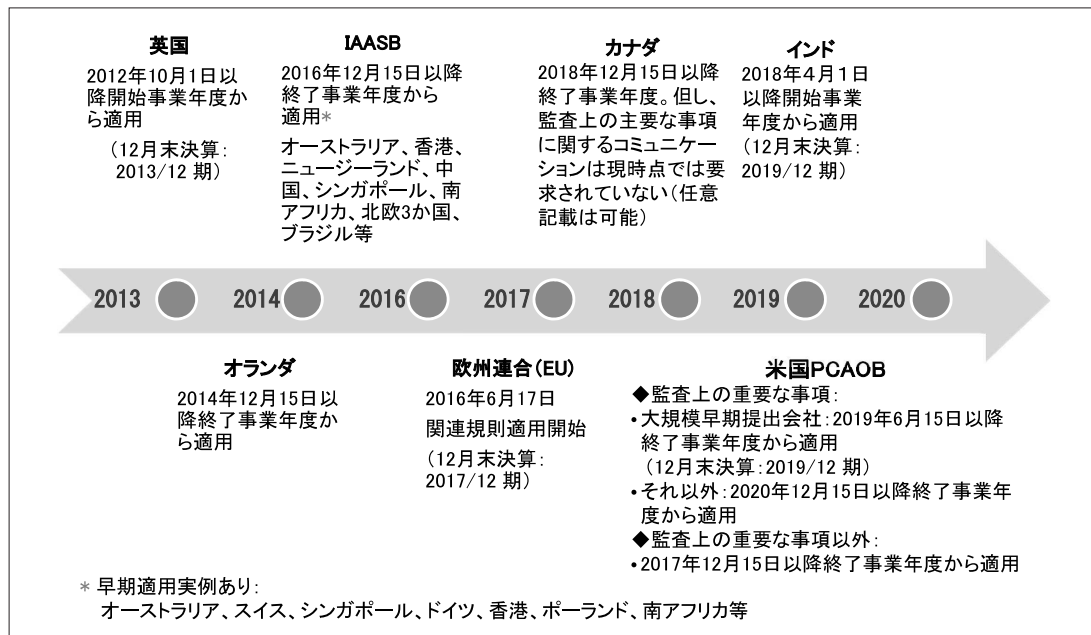 英国
2012年10月1日以
降開始事業年度か
ら適用
（12月末決算：
2013/12 期）
IAASB
2016年12月15日以降
終了事業年度から
適用*
オーストラリア、香港、
ニュージーランド、中
国、シンガポール、南
アフリカ、北欧3か国、
ブラジル等
カナダ
2018年12月15日以降
終了事業年度。但し、
監査上の主要な事項
に関するコミュニケー
ションは現時点では要
求されていない（任意
記載は可能）
インド
2018年４月１日
以降開始事業
年度から適用
（12月末決算：
2019/12 期）
2013 2014 2016 2017 2018 2019 2020
オランダ
2014年12月15日以
降終了事業年度か
ら適用
欧州連合（EU）
2016年6月17日
関連規則適用開始
（12月末決算：
2017/12 期）
米国PCAOB
◆監査上の重要な事項：
・大規模早期提出会社：2019年6月15日以降
終了事業年度から適用
（12月末決算：2019/12 期）
・それ以外：2020年12月15日以降終了事業年
度から適用
◆監査上の重要な事項以外：
・2017年12月15日以降終了事業年度から適用
* 早期適用実例あり：
オーストラリア、スイス、シンガポール、ドイツ、香港、ポーランド、南アフリカ等